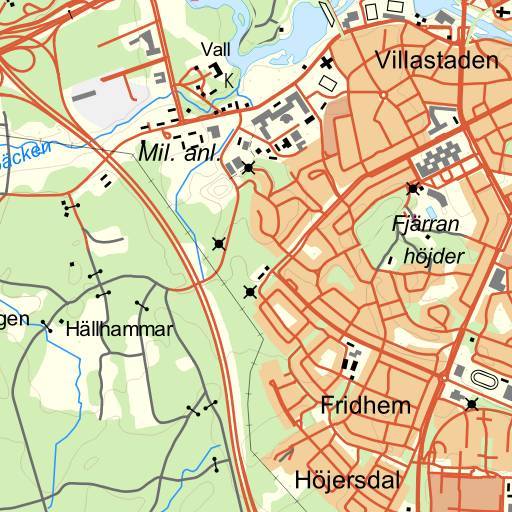 Vall
K
Villastaden
Mil. anl.
äcken
Fjärran
höjder
gen
Hällhammar
Fridhem
Höjersdal